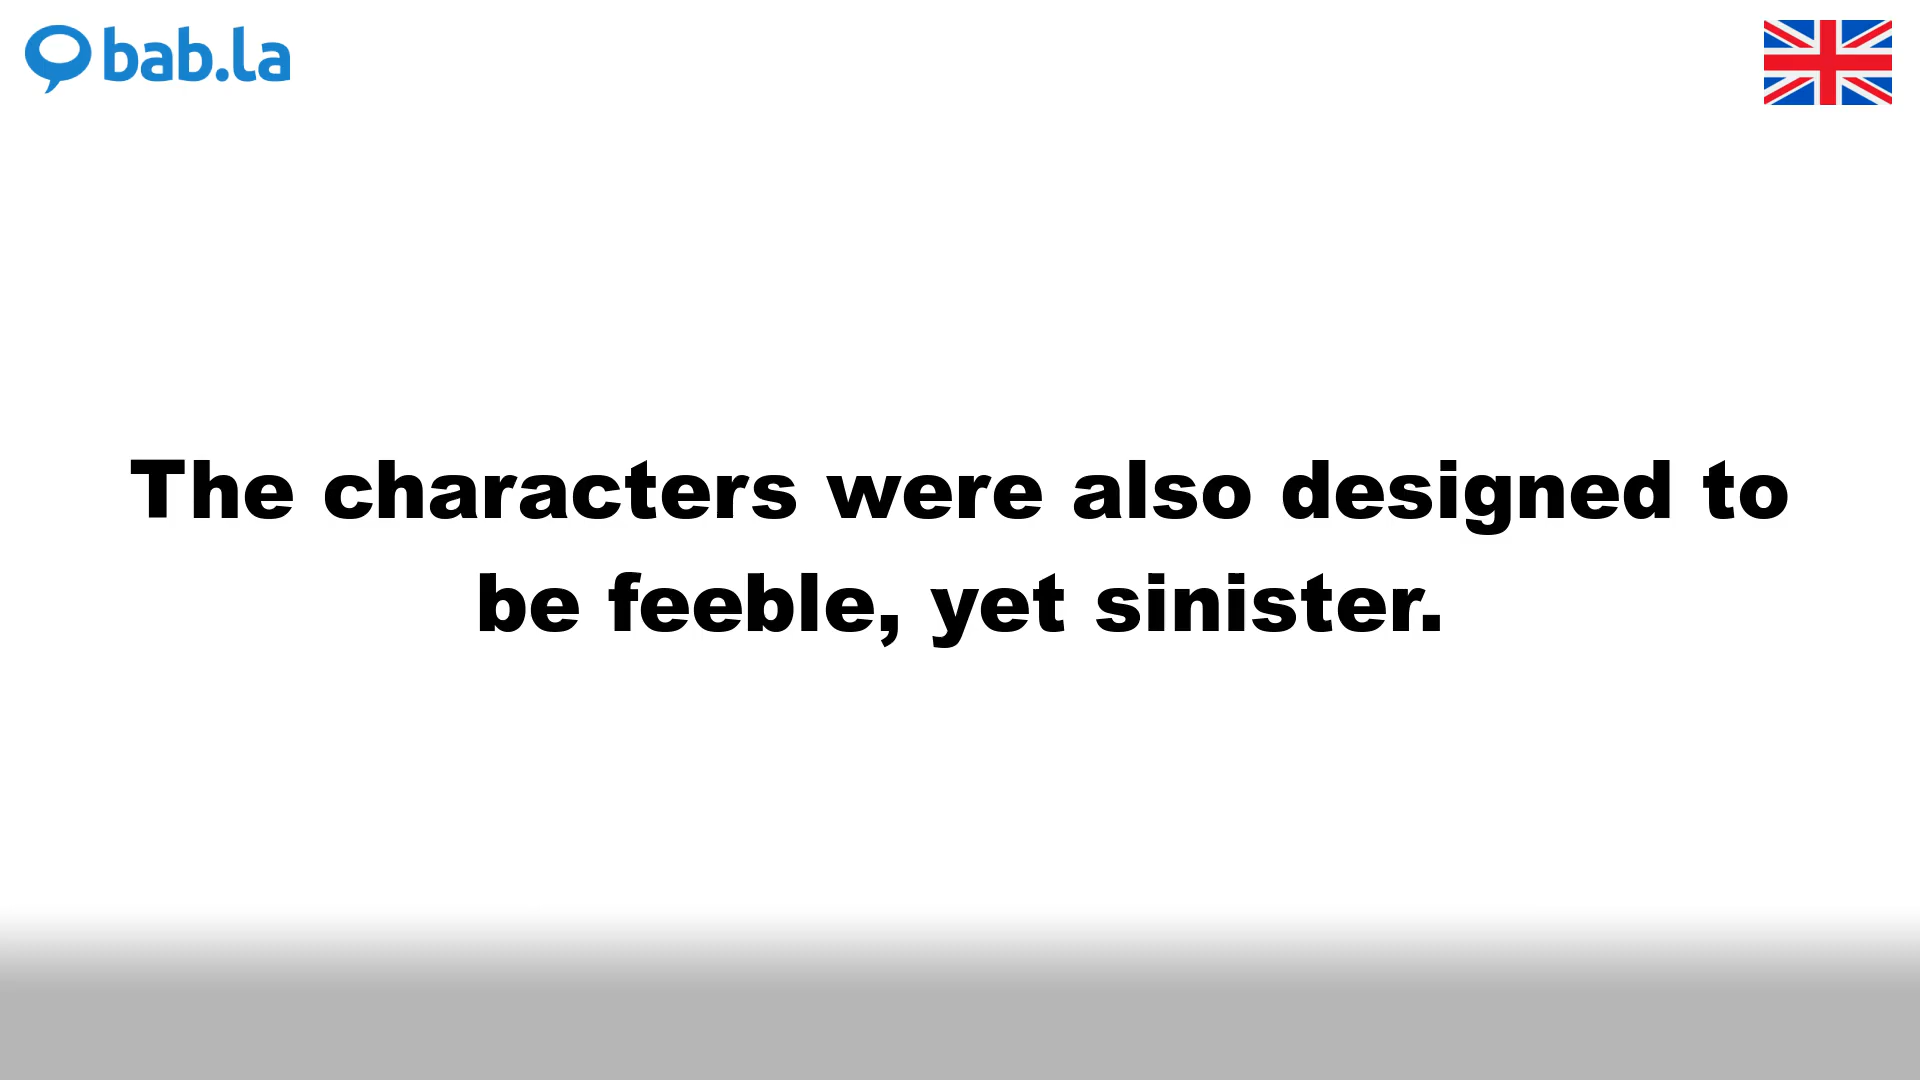 bab.la
The characters were also designed to
be feeble, yet sinister.